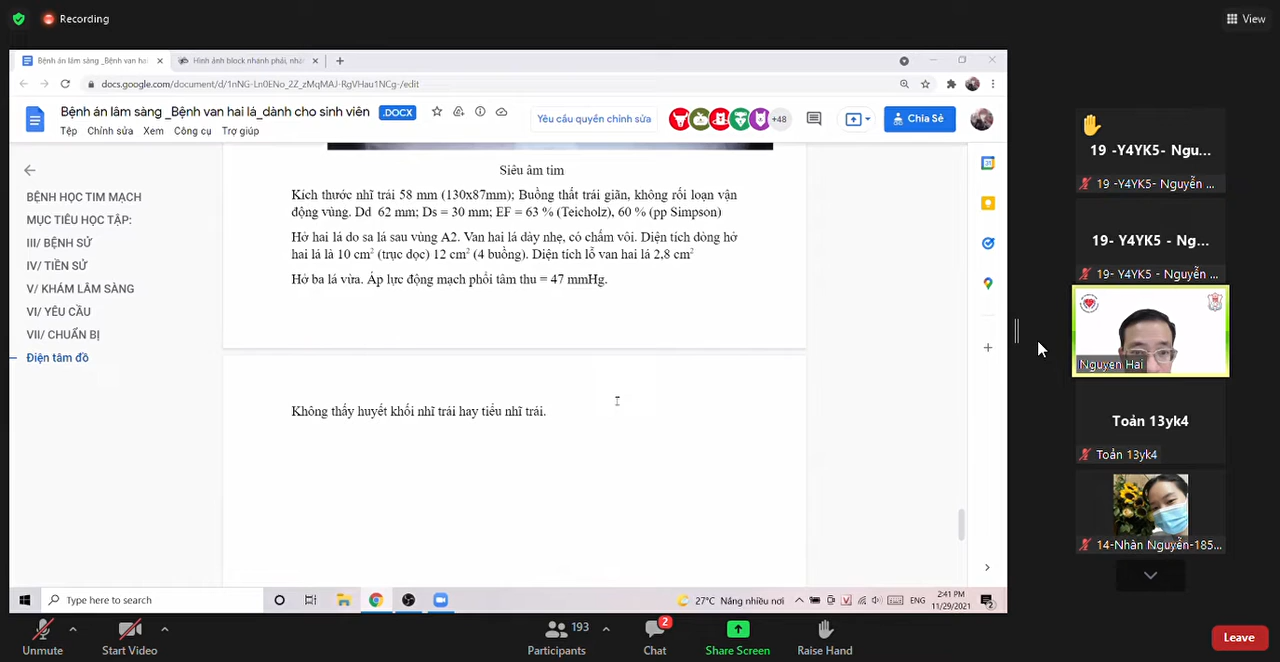 Recording
View
Bệnh án lâm sàng _Bệnh van hai
Hình ảnh block nhánh phải, nhán
docs.google.com/document/d/1nNG-Ln0ENo_2Z_zMqMAJ-RgVHau1NCg-/edit
Bệnh án lâm sàng _Bệnh van hai lá_dành cho sinh viên
.DOCX
Tệp Chỉnh sửa Xem Công cụ Trợ giúp
Yêu cầu quyền chỉnh sửa
+48
Chia Sẻ
BỆNH HỌC TIM MẠCH
MỤC TIÊU HỌC TẬP:
III/ BỆNH SỬ
IV/ TIỀN SỬ
V/ KHÁM LÂM SÀNG
VI/ YÊU CẦU
VII/ CHUẨN BỊ
Điện tâm đồ
Siêu âm tim
Kích thước nhĩ trái 58 mm (130x87mm); Buồng thất trái giãn, không rối loạn vận
động vùng. Dd 62 mm; Ds = 30 mm; EF = 63 % (Teicholz), 60 % (pp Simpson)
Hở hai lá do sa lá sau vùng A2. Van hai lá dày nhẹ, có chấm vôi. Diện tích dòng hở
hai lá là 10 cm² (trục dọc) 12 cm² (4 buồng). Diện tích lỗ van hai lá 2,8 cm²
Hở ba lá vừa. Áp lực động mạch phổi tâm thu = 47 mmHg.
Không thấy huyết khối nhĩ trái hay tiểu nhĩ trái.
19 -Y4YK5- Ngu...
19 -Y4YK5- Nguyễn ...
19- Y4YK5 - Ng...
19- Y4YK5 - Nguyễn ...
Nguyen Hai
Toản 13yk4
Toản 13yk4
14-Nhàn Nguyễn-185...
Type here to search
27°C Nắng nhiều nơi
ENG
2:41 PM
11/29/2021
2
Unmute
Start Video
193
Participants
2
Chat
Share Screen
Raise Hand
Leave